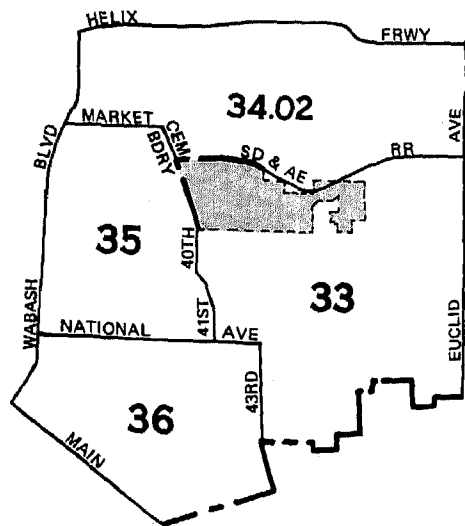 HELIX
FRWY
34.02
MARKET
CEM
BDRY
SD & AE
RR
AVE
BLVD
35
40TH
33
WABASH
NATIONAL
41ST
AVE
EUCLID
36
43RD
MAIN